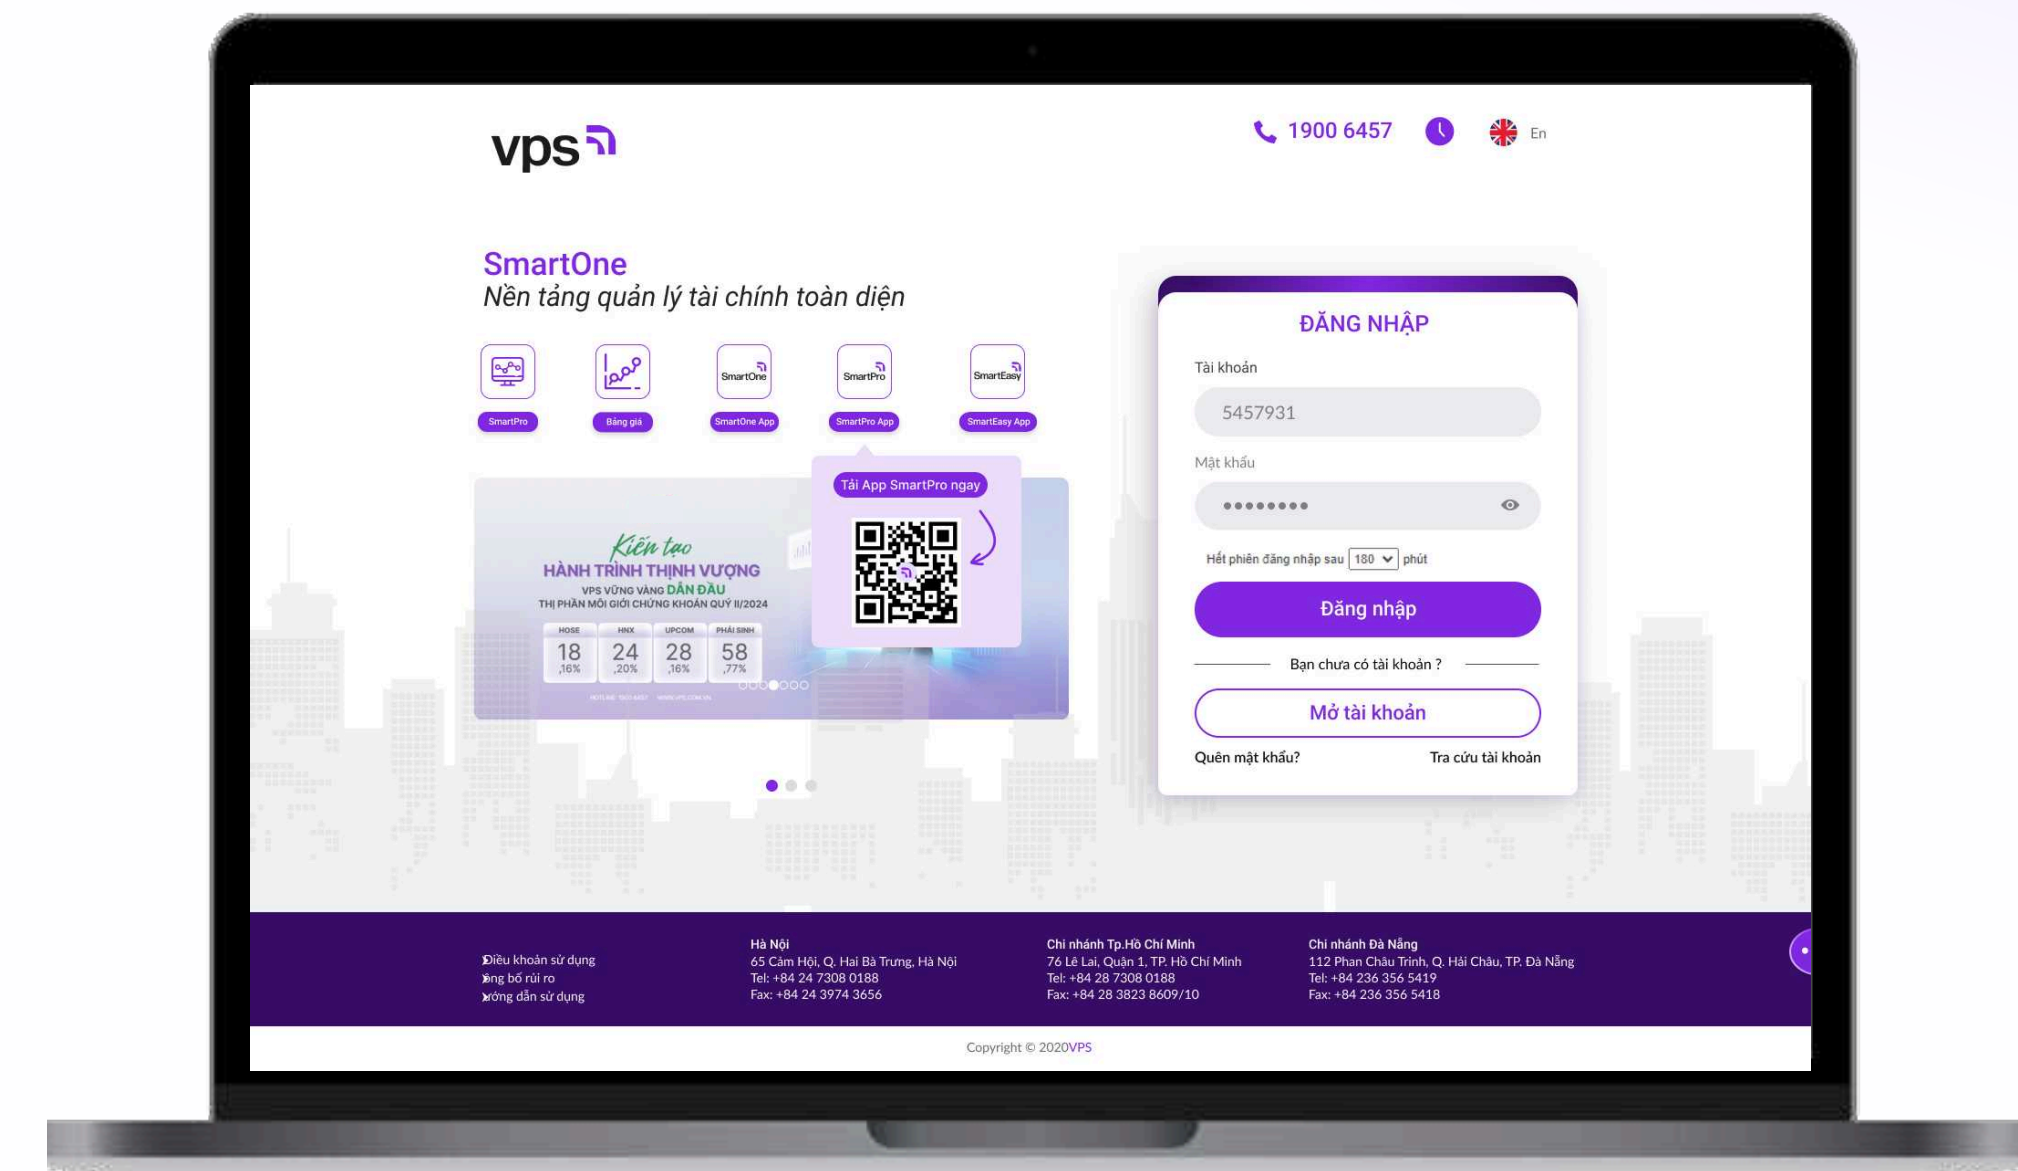 vps
1900 6457
En
SmartOne
Nền tảng quản lý tài chính toàn diện
SmartOne
SmartPro
SmartEasy
SmartPro
Bảng giá
SmartOne App
SmartPro App
SmartEasy App
Tải App SmartPro ngay
Kiến tạo
HÀNH TRÌNH THỊNH VƯỢNG
VPS VỮNG VÀNG DẪN ĐẦU
THỊ PHẦN MÔI GIỚI CHỨNG KHOÁN QUÝ II/2024
HOSE HNX UPCOM PHÁI SINH
18 24 28 58
,16% ,20% ,16% ,77%
ĐĂNG NHẬP
Tài khoản
5457931
Mật khẩu
Hết phiên đăng nhập sau 180 phút
Đăng nhập
Bạn chưa có tài khoản ?
Mở tài khoản
Quên mật khẩu? Tra cứu tài khoản
Điều khoản sử dụng
bố rủi ro
dẫn sử dụng
Hà Nội
65 Cảm Hội, Q. Hai Bà Trưng, Hà Nội
Tel: +84 24 7308 0188
Fax: +84 24 3974 3656
Chi nhánh Tp.Hồ Chí Minh
76 Lê Lai, Quận 1, TP. Hồ Chí Minh
Tel: +84 28 7308 0188
Fax: +84 28 3823 8609/10
Chi nhánh Đà Nẵng
112 Phan Châu Trinh, Q. Hải Châu, TP. Đà Nẵng
Tel: +84 236 356 5419
Fax: +84 236 356 5418
Copyright © 2020VPS